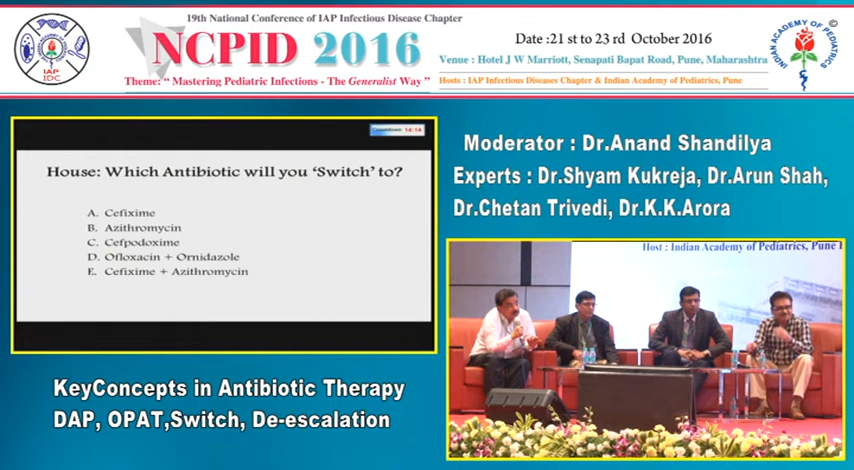 19th National Conference of IAP Infectious Disease Chapter
NCPID 2016
Theme: “ Mastering Pediatric Infections - The Generalist Way ”
IAP
IDC
Date :21 st to 23 rd October 2016
Venue : Hotel J W Marriott, Senapati Bapat Road, Pune, Maharashtra
Hosts : IAP Infectious Diseases Chapter & Indian Academy of Pediatrics, Pune
INDIAN ACADEMY OF PEDIATRICS
©
Countdown: 14:14
House: Which Antibiotic will you ‘Switch’ to?
A. Cefixime
B. Azithromycin
C. Cefpodoxime
D. Ofloxacin + Ornidazole
E. Cefixime + Azithromycin
Moderator : Dr.Anand Shandilya
Experts : Dr.Shyam Kukreja, Dr.Arun Shah,
Dr.Chetan Trivedi, Dr.K.K.Arora
Host : Indian Academy of Pediatrics, Pune
KeyConcepts in Antibiotic Therapy
DAP, OPAT,Switch, De-escalation